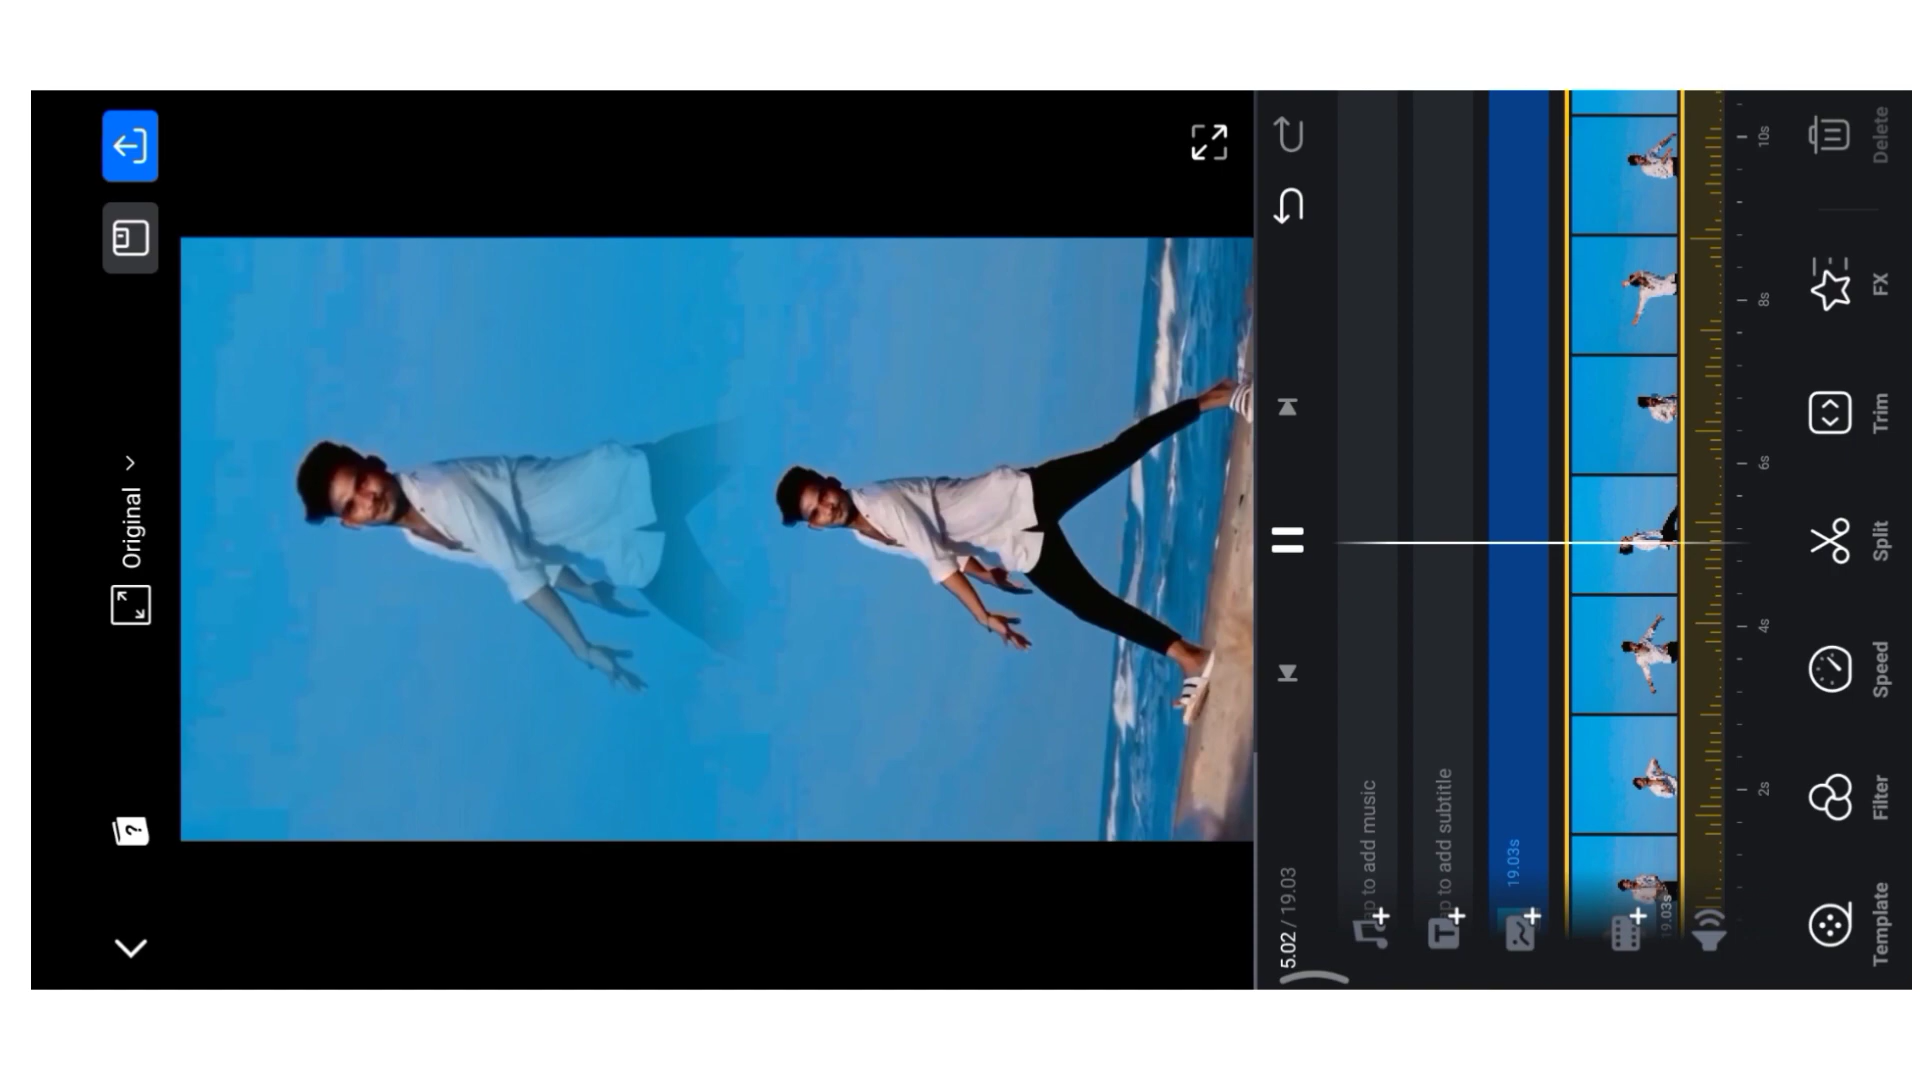 Original
?
5.02 / 19.03
p to add music
p to add subtitle
19.03s
19.03s
2s
4s
6s
8s
10s
Template
Filter
Speed
Split
Trim
FX
Delete